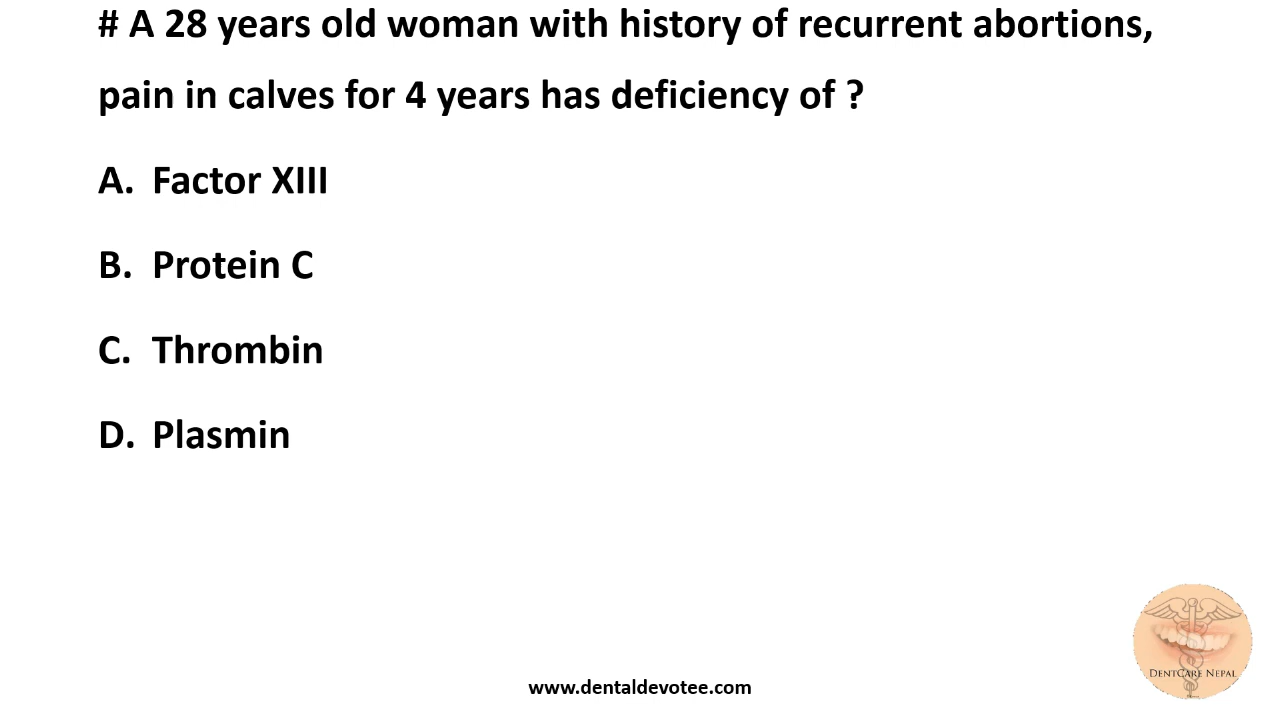 # A 28 years old woman with history of recurrent abortions,
pain in calves for 4 years has deficiency of ?
A. Factor XIII
B. Protein C
C. Thrombin
D. Plasmin
DENTCARE NEPAL
www.dentaldevotee.com